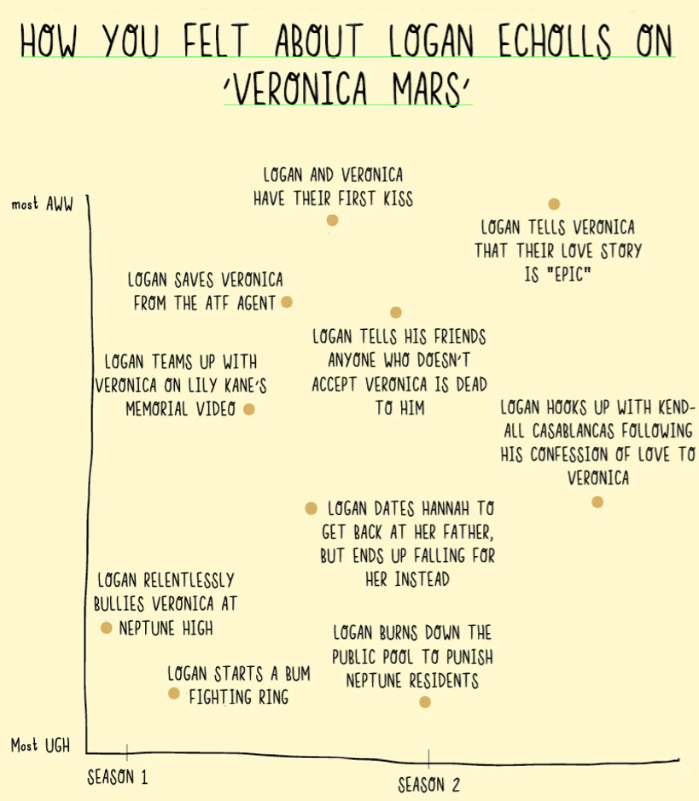 HOW YOU FELT ABOUT LOGAN ECHOLLS ON
'VERONICA MARS'
most AWW
LOGAN AND VERONICA
HAVE THEIR FIRST KISS
LOGAN TELLS VERONICA
THAT THEIR LOVE STORY
IS "EPIC"
LOGAN SAVES VERONICA
FROM THE ATF AGENT
LOGAN TELLS HIS FRIENDS
ANYONE WHO DOESN'T
ACCEPT VERONICA IS DEAD
TO HIM
LOGAN TEAMS UP WITH
VERONICA ON LILY KANE'S
MEMORIAL VIDEO
LOGAN HOOKS UP WITH KEND-
ALL CASABLANCAS FOLLOWING
HIS CONFESSION OF LOVE TO
VERONICA
LOGAN DATES HANNAH TO
GET BACK AT HER FATHER,
BUT ENDS UP FALLING FOR
HER INSTEAD
LOGAN RELENTLESSLY
BULLIES VERONICA AT
NEPTUNE HIGH
LOGAN BURNS DOWN THE
PUBLIC POOL TO PUNISH
NEPTUNE RESIDENTS
LOGAN STARTS A BUM
FIGHTING RING
Most UGH
SEASON 1
SEASON 2